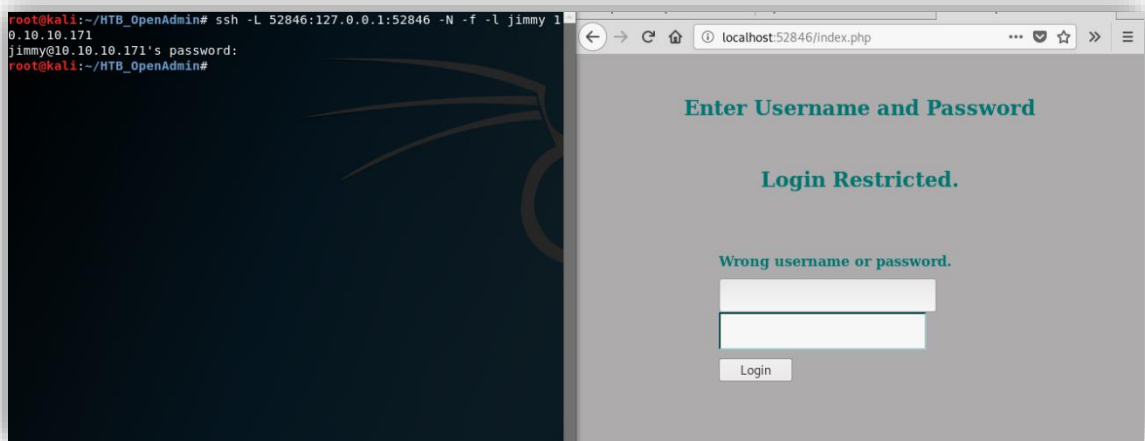 root@kali:~/HTB_OpenAdmin# ssh -L 52846:127.0.0.1:52846 -N -f -l jimmy 1
0.10.10.171
jimmy@10.10.10.171's password:
root@kali:~/HTB_OpenAdmin#
localhost:52846/index.php
Enter Username and Password
Login Restricted.
Wrong username or password.
Login